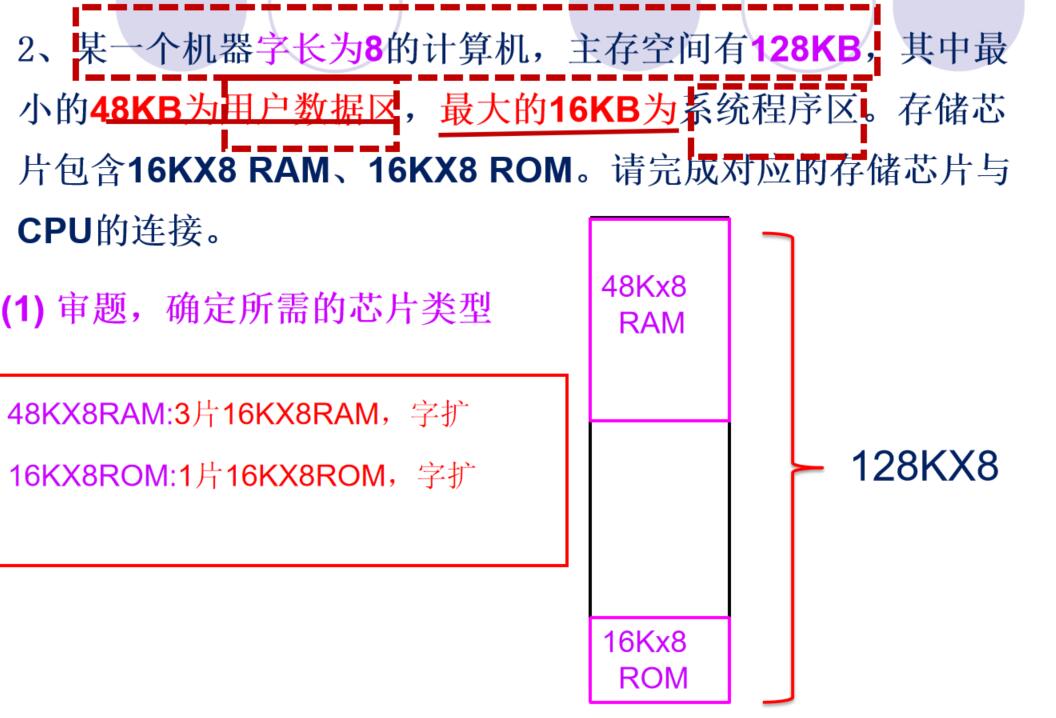 2、某一个机器字长为8的计算机，主存空间有128KB，其中最
小的48KB为用户数据区，最大的16KB为系统程序区。存储芯
片包含16KX8 RAM、16KX8 ROM。请完成对应的存储芯片与
CPU的连接。
(1) 审题，确定所需的芯片类型
48KX8RAM:3片16KX8RAM，字扩
16KX8ROM:1片16KX8ROM，字扩
48Kx8
RAM
128KX8
16Kx8
ROM